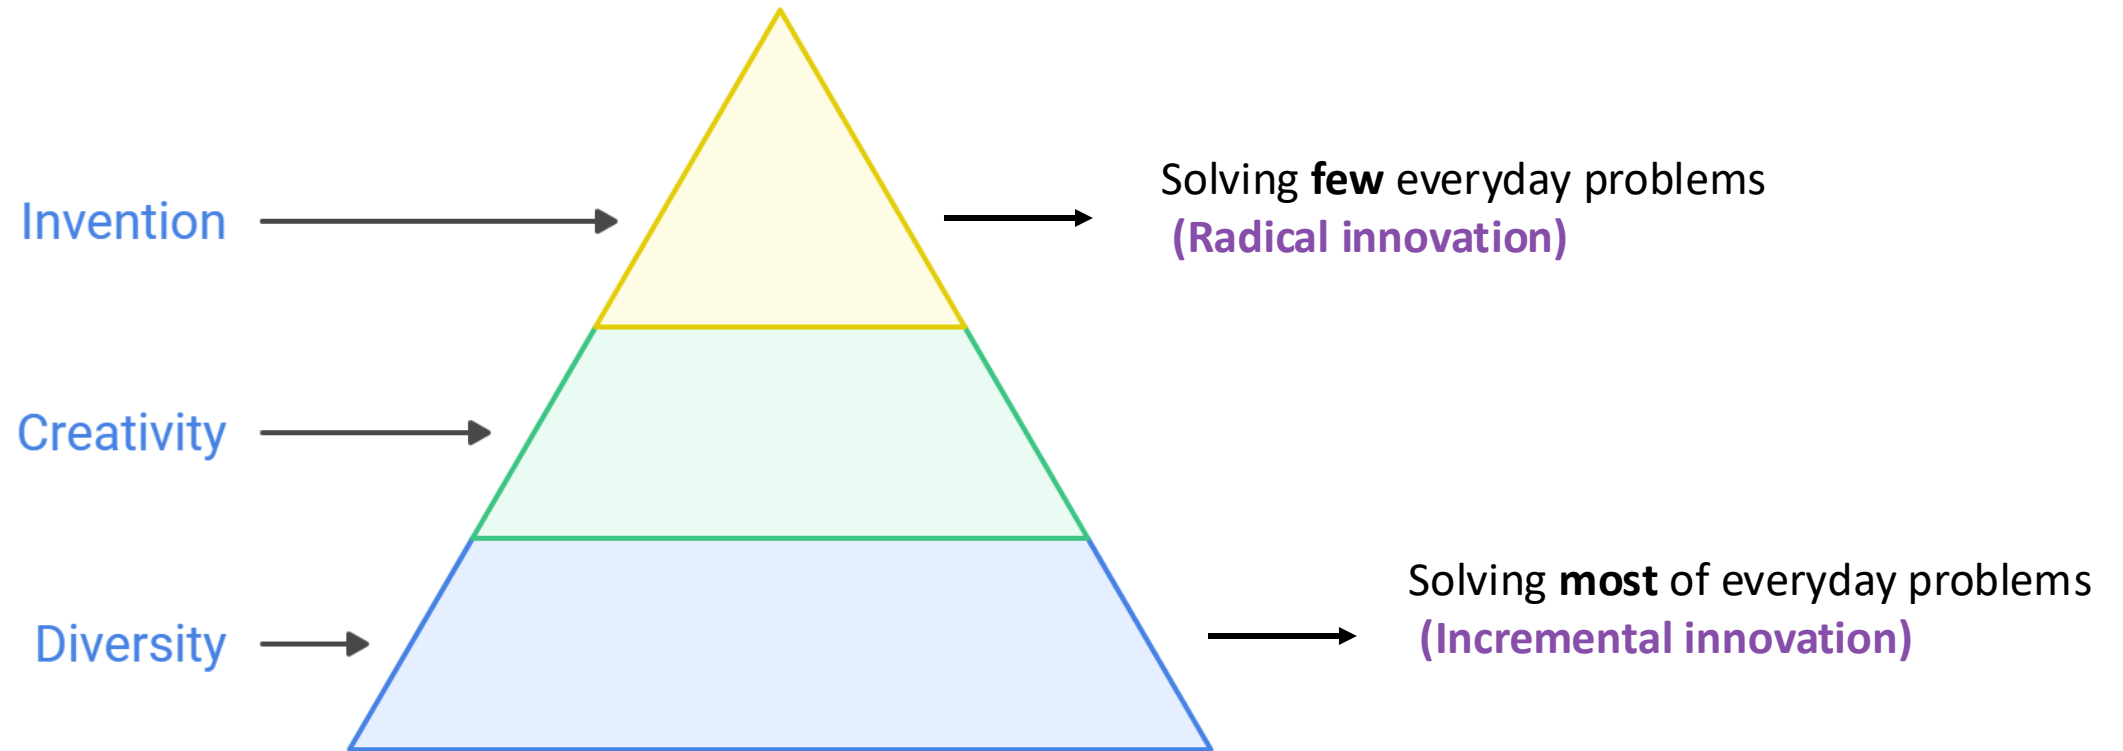 Invention
Solving few everyday problems
(Radical innovation)
Creativity
Diversity
Solving most of everyday problems
(Incremental innovation)